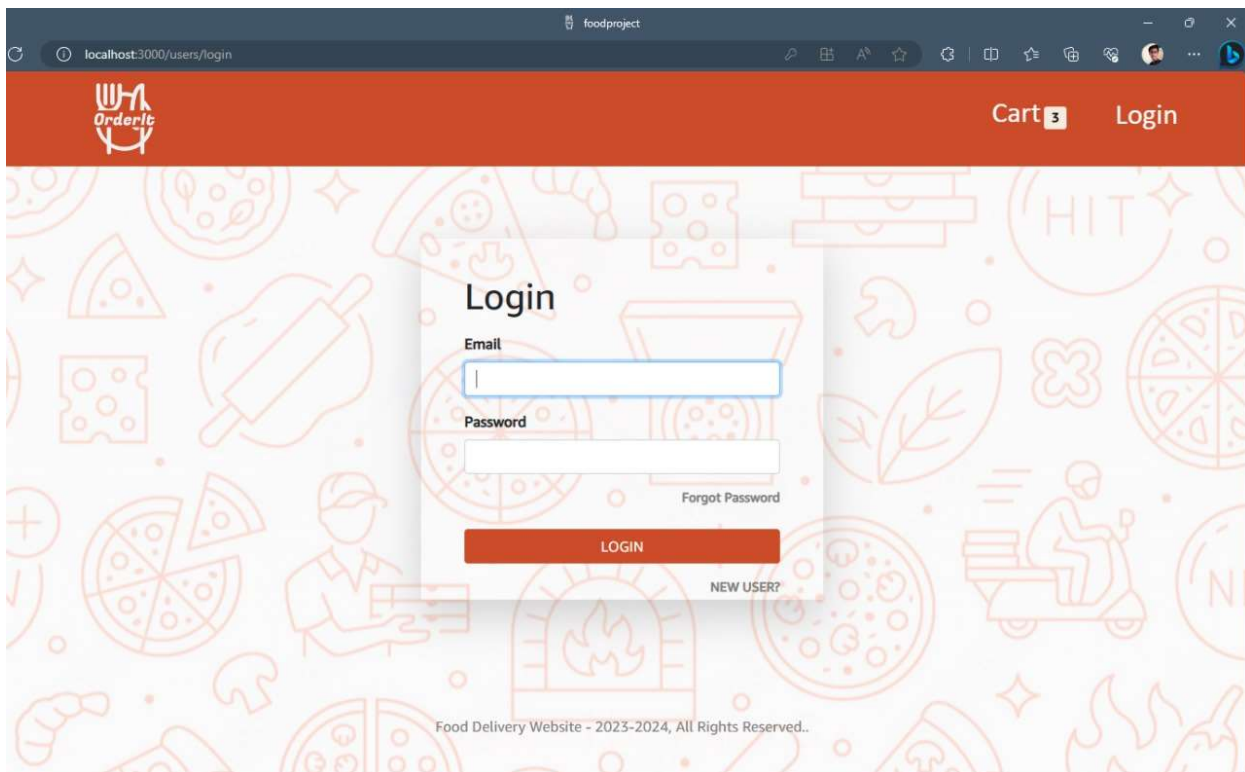 foodproject
localhost:3000/users/login
OrderIt
Cart 3 Login
HIT
Login
Email
Password
Forgot Password
LOGIN
NEW USER?
Food Delivery Website - 2023-2024, All Rights Reserved..